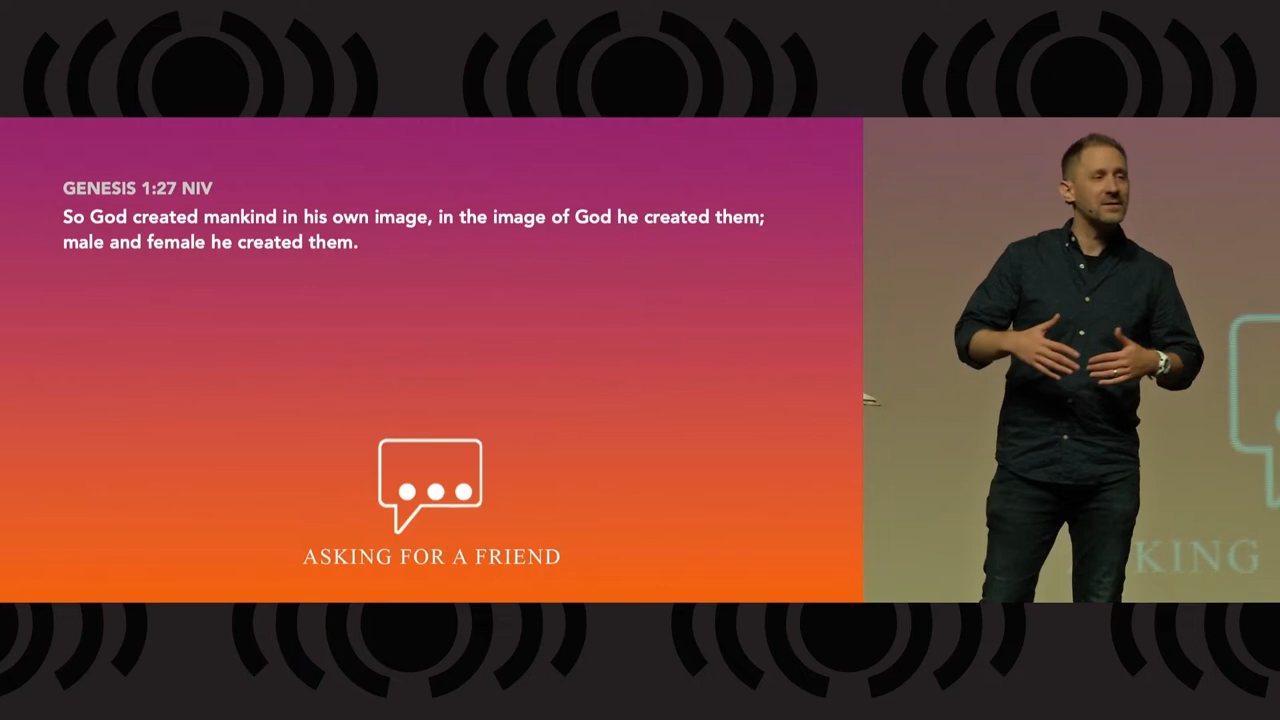 GENESIS 1:27 NIV
So God created mankind in his own image, in the image of God he created them;
male and female he created them.
ASKING FOR A FRIEND
KING